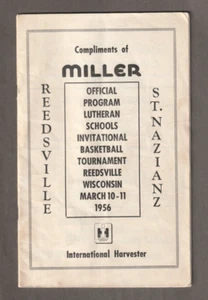 Compliments of
MILLER
REEDSVILLE
OFFICIAL
PROGRAM
LUTHERAN
SCHOOLS
INVITATIONAL
BASKETBALL
TOURNAMENT
REEDSVILLE
WISCONSIN
MARCH 10-11
1956
ST. NAZIANZ
International Harvester